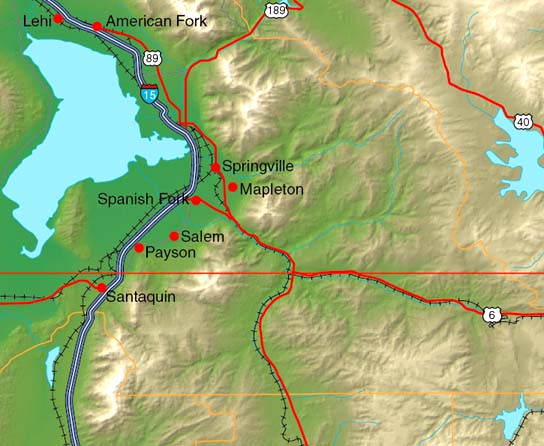 189
Lehi
American Fork
89
15
40
Springville
Mapleton
Spanish Fork
Salem
Payson
Santaquin
6